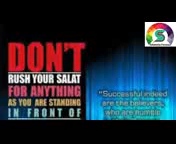 DON'T
RUSH YOUR SALAT
FOR ANYTHING
AS YOU ARE STANDING
IN FRONT OF
"Successful indeed
are the believers,
who are humble